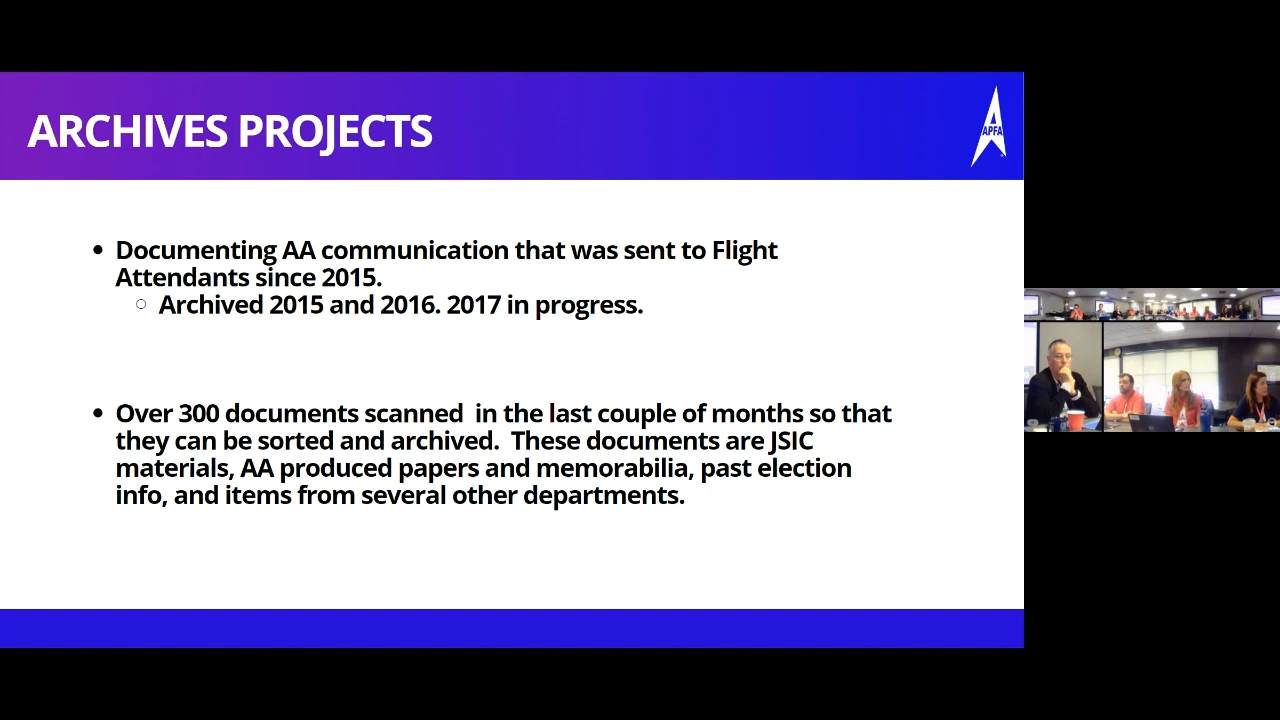 ARCHIVES PROJECTS
APFA
• Documenting AA communication that was sent to Flight
Attendants since 2015.
○ Archived 2015 and 2016. 2017 in progress.
• Over 300 documents scanned  in the last couple of months so that
they can be sorted and archived.  These documents are JSIC
materials, AA produced papers and memorabilia, past election
info, and items from several other departments.